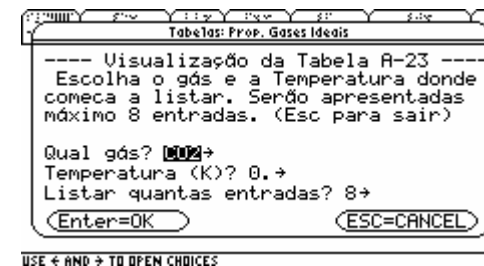 Tabelas: Prop. Gases Ideais
---- Visualização da Tabela A-23 ----
Escolha o gás e a Temperatura donde
comeca a listar. Serão apresentadas
máximo 8 entradas. (Esc para sair)
Qual gás? CO2→
Temperatura (K)? 0.→
Listar quantas entradas? 8→
Enter=OK ESC=CANCEL
USE ← AND → TO OPEN CHOICES